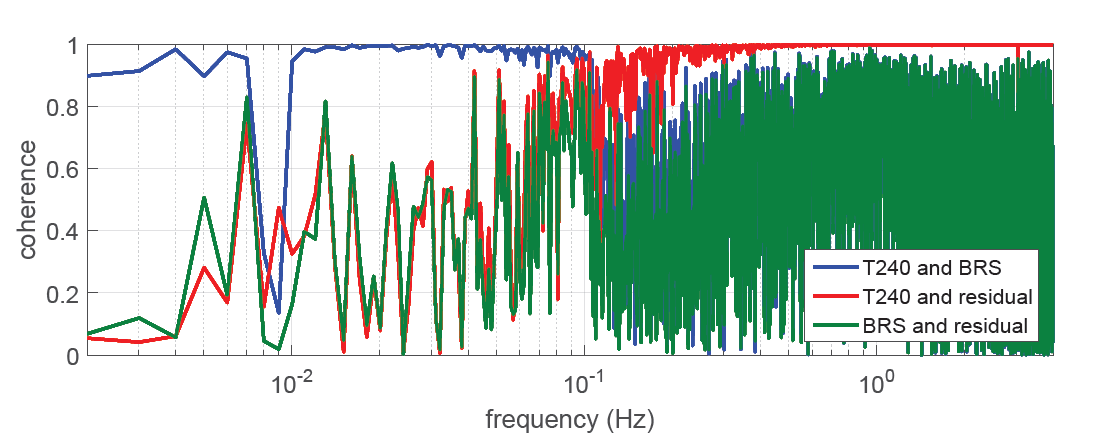 1
0.8
0.6
0.4
0.2
0
coherence
T240 and BRS
T240 and residual
BRS and residual
10^-2
10^-1
10^0
frequency (Hz)